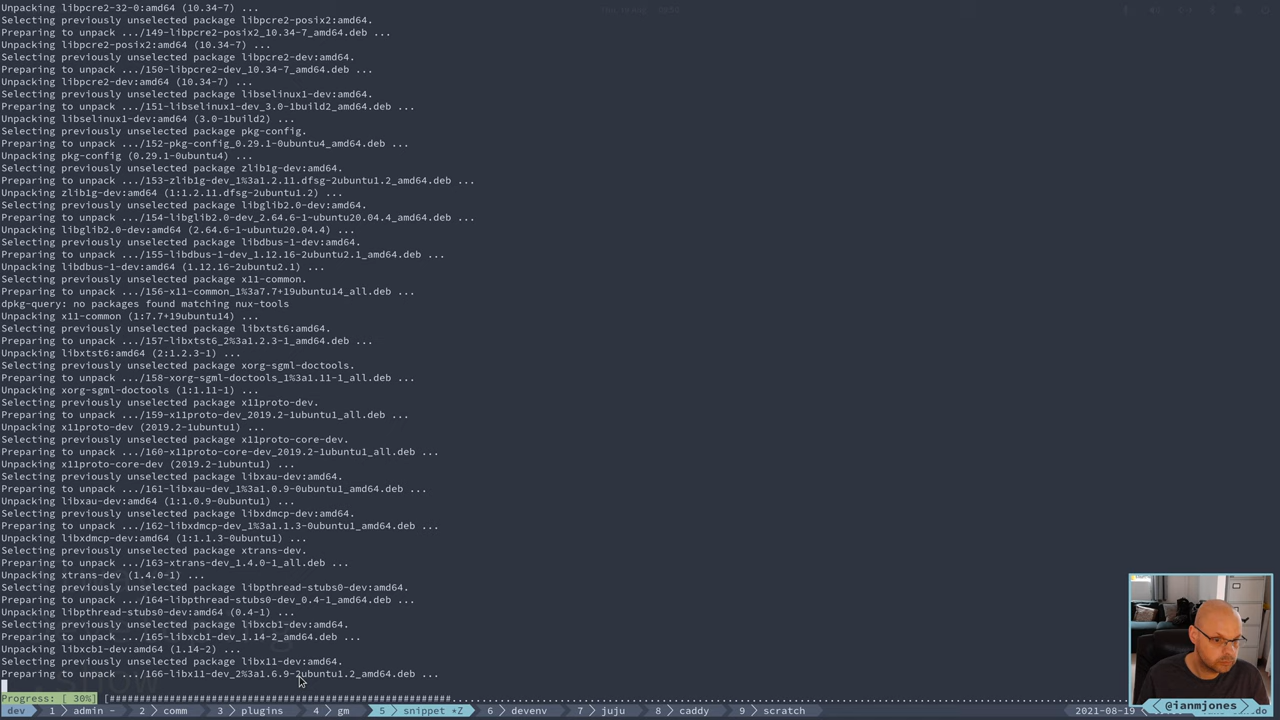 Unpacking libpcre2-32-0:amd64 (10.34-7) ...
Selecting previously unselected package libpcre2-posix2:amd64.
Preparing to unpack .../149-libpcre2-posix2_10.34-7_amd64.deb ...
Unpacking libpcre2-posix2:amd64 (10.34-7) ...
Selecting previously unselected package libpcre2-dev:amd64.
Preparing to unpack .../150-libpcre2-dev_10.34-7_amd64.deb ...
Unpacking libpcre2-dev:amd64 (10.34-7) ...
Selecting previously unselected package libselinux1-dev:amd64.
Preparing to unpack .../151-libselinux1-dev_3.0-1build2_amd64.deb ...
Unpacking libselinux1-dev:amd64 (3.0-1build2) ...
Selecting previously unselected package pkg-config.
Preparing to unpack .../152-pkg-config_0.29.1-0ubuntu4_amd64.deb ...
Unpacking pkg-config (0.29.1-0ubuntu4) ...
Selecting previously unselected package zlib1g-dev:amd64.
Preparing to unpack .../153-zlib1g-dev_1%3a1.2.11.dfsg-2ubuntu1.2_amd64.deb ...
Unpacking zlib1g-dev:amd64 (1:1.2.11.dfsg-2ubuntu1.2) ...
Selecting previously unselected package libglib2.0-dev:amd64.
Preparing to unpack .../154-libglib2.0-dev_2.64.6-1~ubuntu20.04.4_amd64.deb ...
Unpacking libglib2.0-dev:amd64 (2.64.6-1~ubuntu20.04.4) ...
Selecting previously unselected package libdbus-1-dev:amd64.
Preparing to unpack .../155-libdbus-1-dev_1.12.16-2ubuntu2.1_amd64.deb ...
Unpacking libdbus-1-dev:amd64 (1.12.16-2ubuntu2.1) ...
Selecting previously unselected package x11-common.
Preparing to unpack .../156-x11-common_1%3a7.7+19ubuntu14_all.deb ...
dpkg-query: no packages found matching nux-tools
Unpacking x11-common (1:7.7+19ubuntu14) ...
Selecting previously unselected package libxtst6:amd64.
Preparing to unpack .../157-libxtst6_2%3a1.2.3-1_amd64.deb ...
Unpacking libxtst6:amd64 (2:1.2.3-1) ...
Selecting previously unselected package xorg-sgml-doctools.
Preparing to unpack .../158-xorg-sgml-doctools_1%3a1.11-1_all.deb ...
Unpacking xorg-sgml-doctools (1:1.11-1) ...
Selecting previously unselected package x11proto-dev.
Preparing to unpack .../159-x11proto-dev_2019.2-1ubuntu1_all.deb ...
Unpacking x11proto-dev (2019.2-1ubuntu1) ...
Selecting previously unselected package x11proto-core-dev.
Preparing to unpack .../160-x11proto-core-dev_2019.2-1ubuntu1_all.deb ...
Unpacking x11proto-core-dev (2019.2-1ubuntu1) ...
Selecting previously unselected package libxau-dev:amd64.
Preparing to unpack .../161-libxau-dev_1%3a1.0.9-0ubuntu1_amd64.deb ...
Unpacking libxau-dev:amd64 (1:1.0.9-0ubuntu1) ...
Selecting previously unselected package libxdmcp-dev:amd64.
Preparing to unpack .../162-libxdmcp-dev_1%3a1.1.3-0ubuntu1_amd64.deb ...
Unpacking libxdmcp-dev:amd64 (1:1.1.3-0ubuntu1) ...
Selecting previously unselected package xtrans-dev.
Preparing to unpack .../163-xtrans-dev_1.4.0-1_all.deb ...
Unpacking xtrans-dev (1.4.0-1) ...
Selecting previously unselected package libpthread-stubs0-dev:amd64.
Preparing to unpack .../164-libpthread-stubs0-dev_0.4-1_amd64.deb ...
Unpacking libpthread-stubs0-dev:amd64 (0.4-1) ...
Selecting previously unselected package libxcb1-dev:amd64.
Preparing to unpack .../165-libxcb1-dev_1.14-2_amd64.deb ...
Unpacking libxcb1-dev:amd64 (1.14-2) ...
Selecting previously unselected package libx11-dev:amd64.
Preparing to unpack .../166-libx11-dev_2%3a1.6.9-2ubuntu1.2_amd64.deb ...
Progress: [ 30%]
dev 1 admin - 2 comm 3 plugins 4 gm 5 snippet *Z 6 devenv 7 juju 8 caddy 9 scratch 2021-08-19 do
@ianmjones